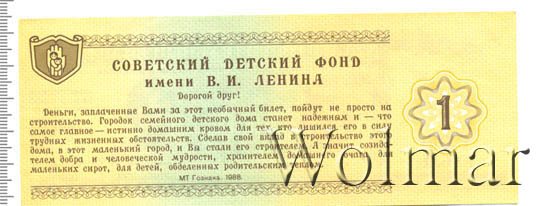 СОВЕТСКИЙ ДЕТСКИЙ ФОНД
ИМЕНИ В. И. ЛЕНИНА
Дорогой друг!
Деньги, заплаченные Вами за этот необычный билет, пойдут не просто на
строительство. Городок семейного детского дома станет надежным и — что
самое главное — истинно домашним кровом для тех, кто лишился его в силу
трудных жизненных обстоятельств. Сделав свой вклад в строительство этого
дома, в этот маленький город, и Вы стали его строителем. А значит созида-
телем добра и человеческой мудрости, хранителем домашнего очага для
маленьких сирот, для детей, обделенных родительским теплом.
МТ Гознака. 1988.
1
Wolmar